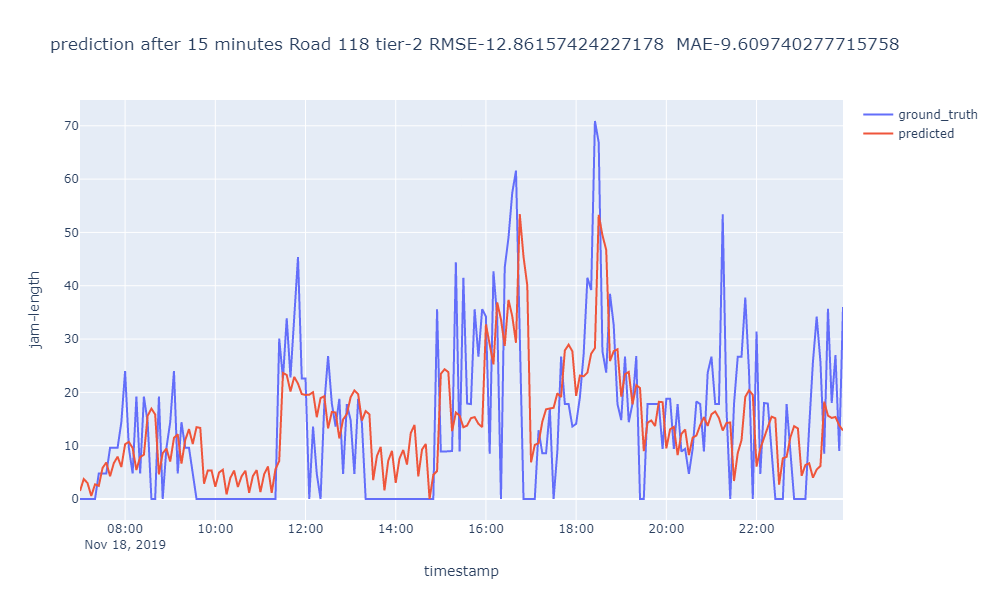 prediction after 15 minutes Road 118 tier-2 RMSE-12.86157424227178  MAE-9.609740277715758
ground_truth
predicted
70
60
50
40
30
20
10
0
jam-length
08:00 10:00 12:00 14:00 16:00 18:00 20:00 22:00
Nov 18, 2019
timestamp